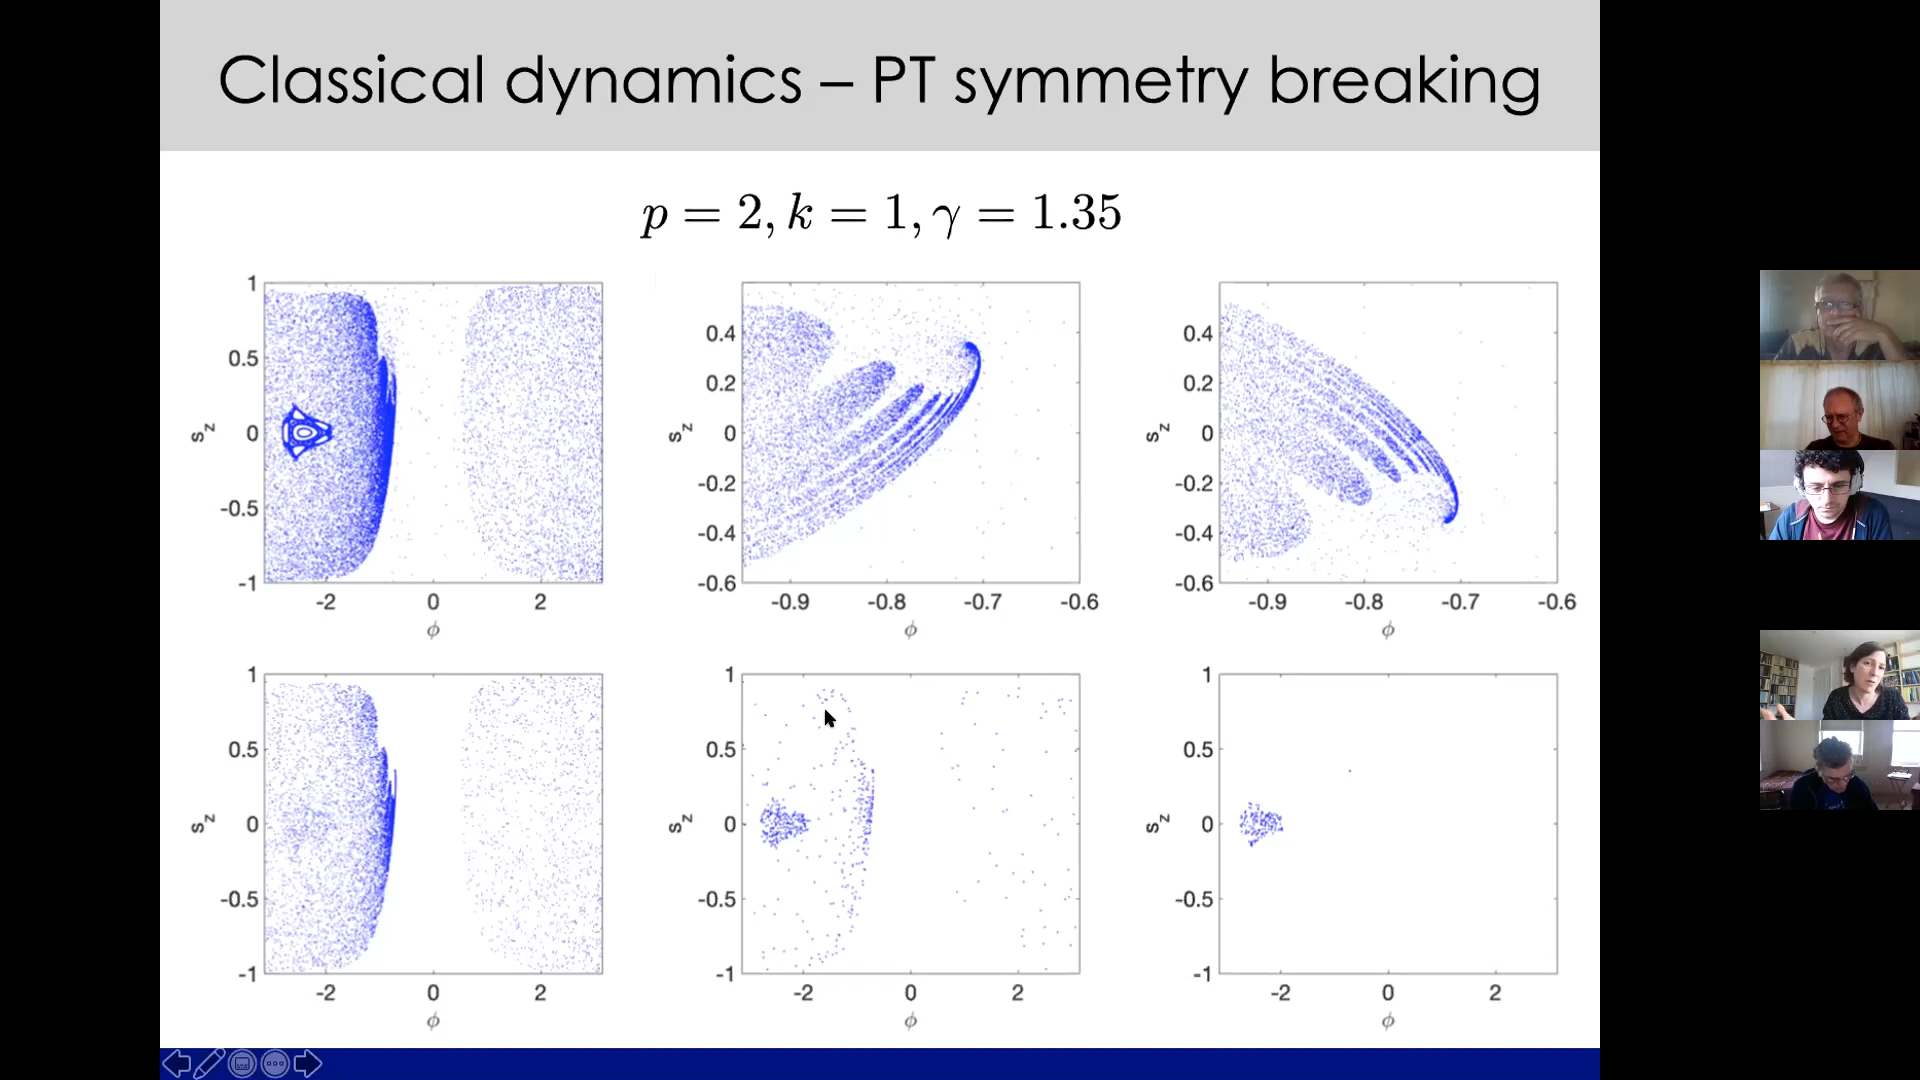 Classical dynamics – PT symmetry breaking
p = 2, k = 1, γ = 1.35
1
0.5
0
-0.5
-1
s_z
-2 0 2
ϕ
0.4
0.2
0
-0.2
-0.4
-0.6
s_z
-0.9 -0.8 -0.7 -0.6
ϕ
0.4
0.2
0
-0.2
-0.4
-0.6
s_z
-0.9 -0.8 -0.7 -0.6
ϕ
1
0.5
0
-0.5
-1
s_z
-2 0 2
ϕ
1
0.5
0
-0.5
-1
s_z
-2 0 2
ϕ
1
0.5
0
-0.5
-1
s_z
-2 0 2
ϕ